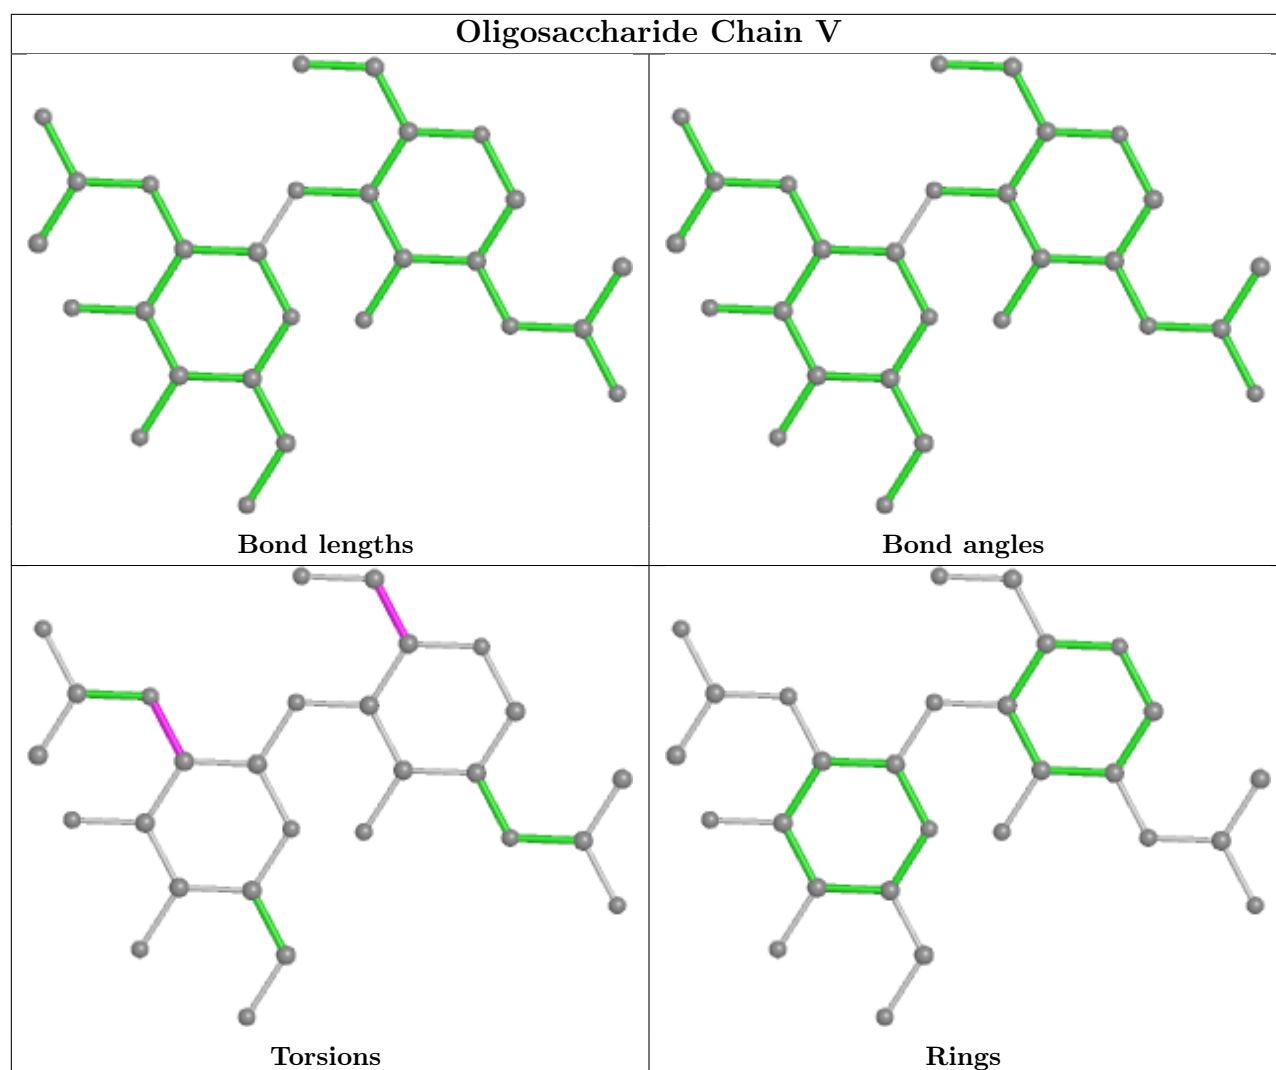 Oligosaccharide Chain V
Bond lengths
Bond angles
Torsions
Rings